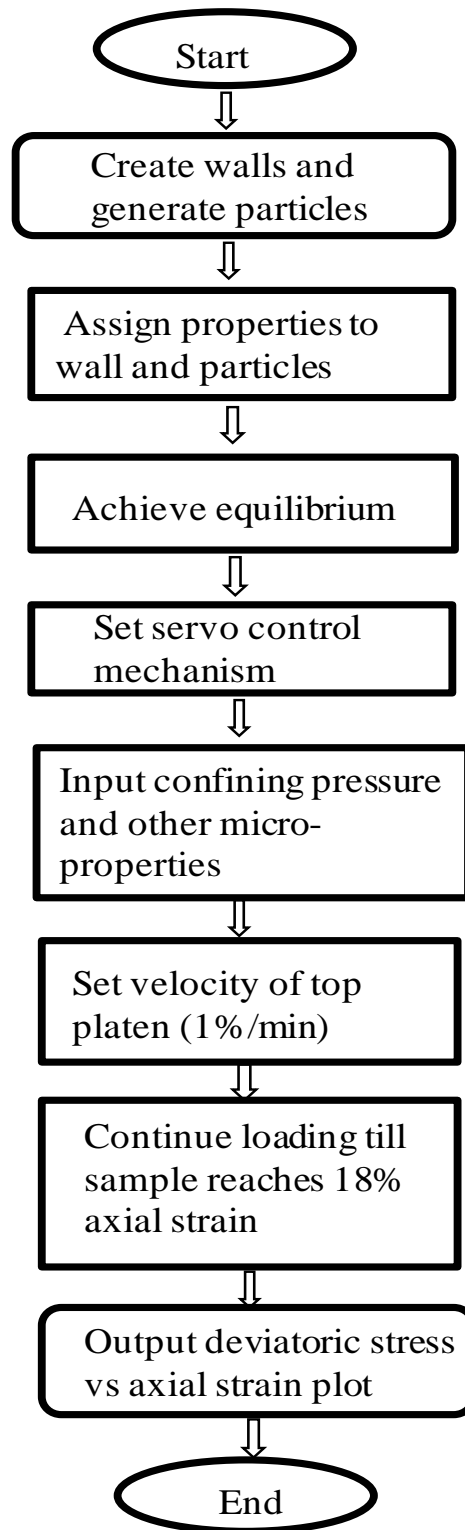 Start
Create walls and
generate particles
Assign properties to
wall and particles
Achieve equilibrium
Set servo control
mechanism
Input confining pressure
and other micro-
properties
Set velocity of top
platen (1%/min)
Continue loading till
sample reaches 18%
axial strain
Output deviatoric stress
vs axial strain plot
End